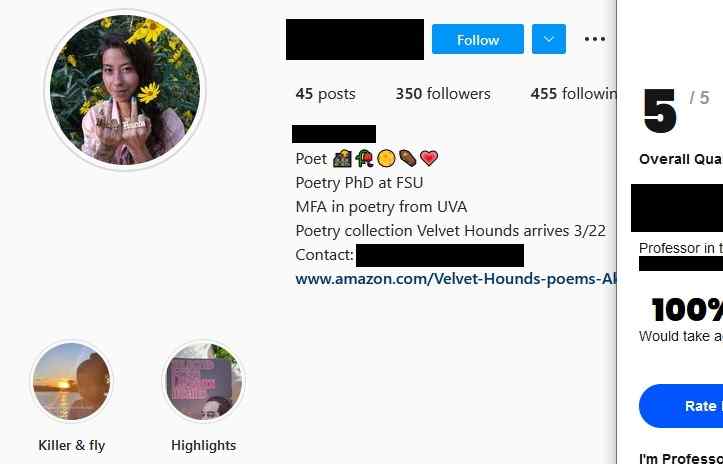 Follow
45 posts
350 followers
455 followin
Poet
Poetry PhD at FSU
MFA in poetry from UVA
Poetry collection Velvet Hounds arrives 3/22
Contact:
www.amazon.com/Velvet-Hounds-poems-Ak
Killer & fly
Highlights
5 / 5
Overall Qua
Professor in t
100%
Would take a
Rate
I'm Professo